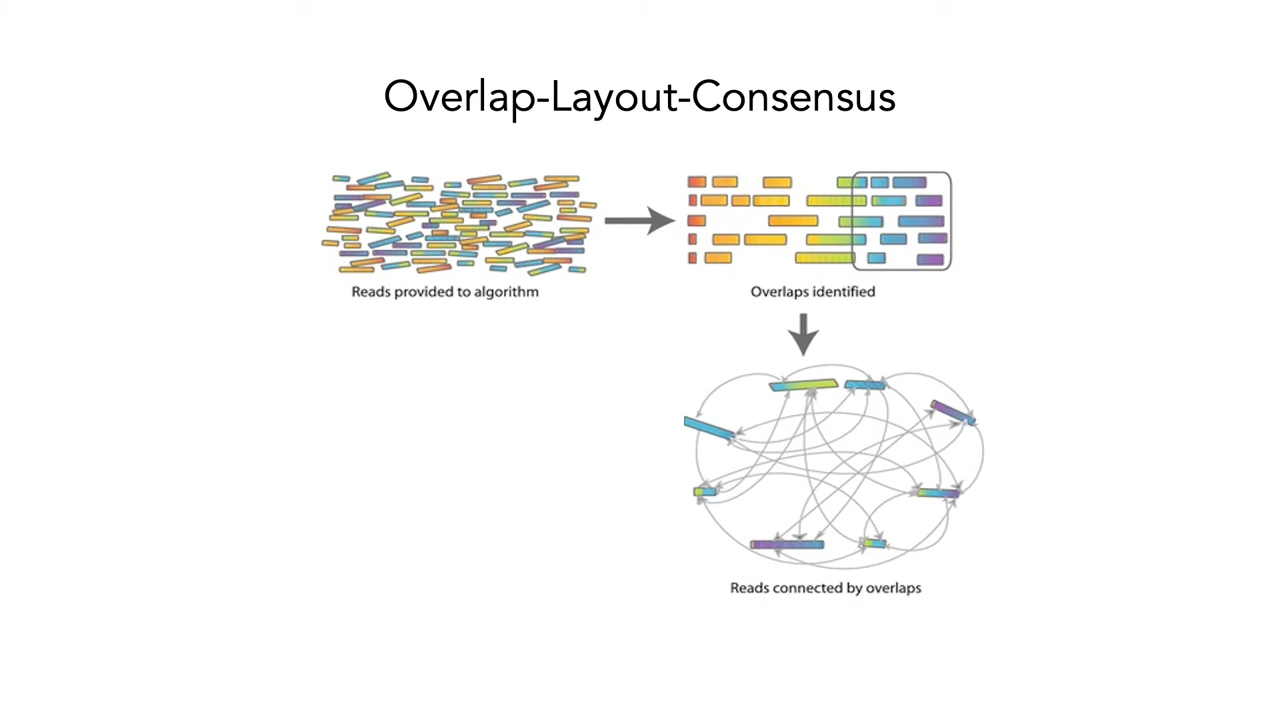 Overlap-Layout-Consensus
Reads provided to algorithm
Overlaps identified
Reads connected by overlaps